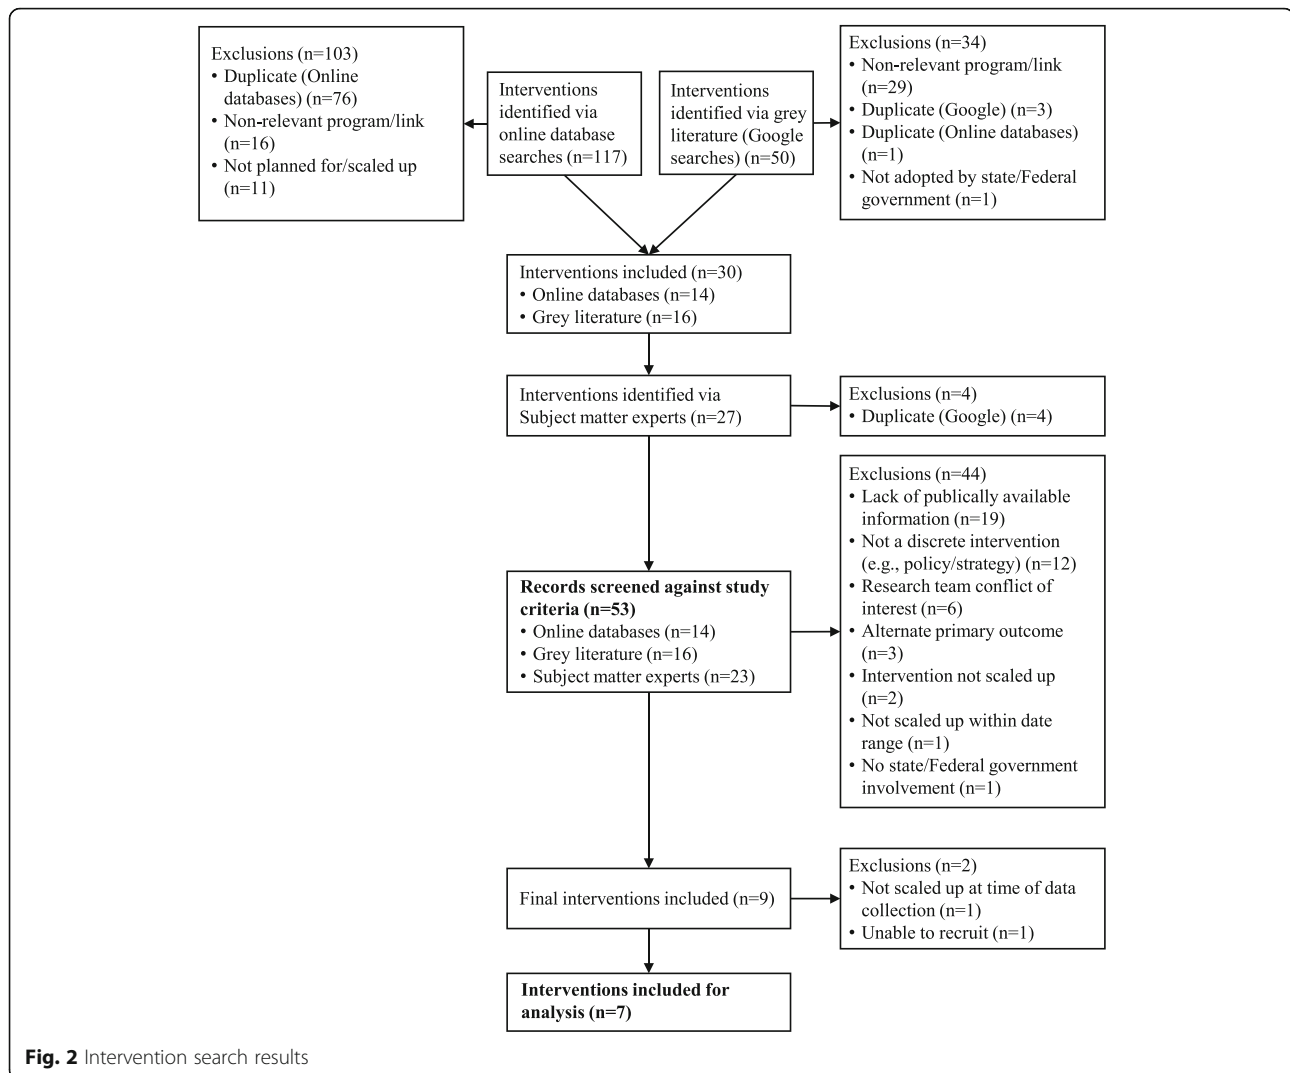 Exclusions (n=103)
• Duplicate (Online
databases) (n=76)
• Non-relevant program/link
(n=16)
• Not planned for/scaled up
(n=11)
Interventions
identified via
online database
searches (n=117)
Interventions
identified via grey
literature (Google
searches) (n=50)
Exclusions (n=34)
• Non-relevant program/link
(n=29)
• Duplicate (Google) (n=3)
• Duplicate (Online databases)
(n=1)
• Not adopted by state/Federal
government (n=1)
Interventions included (n=30)
• Online databases (n=14)
• Grey literature (n=16)
Interventions identified via
Subject matter experts (n=27)
Exclusions (n=4)
• Duplicate (Google) (n=4)
Exclusions (n=44)
• Lack of publically available
information (n=19)
• Not a discrete intervention
(e.g., policy/strategy) (n=12)
• Research team conflict of
interest (n=6)
• Alternate primary outcome
(n=3)
• Intervention not scaled up
(n=2)
• Not scaled up within date
range (n=1)
• No state/Federal government
involvement (n=1)
Records screened against study
criteria (n=53)
• Online databases (n=14)
• Grey literature (n=16)
• Subject matter experts (n=23)
Final interventions included (n=9)
Exclusions (n=2)
• Not scaled up at time of data
collection (n=1)
• Unable to recruit (n=1)
Interventions included for
analysis (n=7)
Fig. 2 Intervention search results